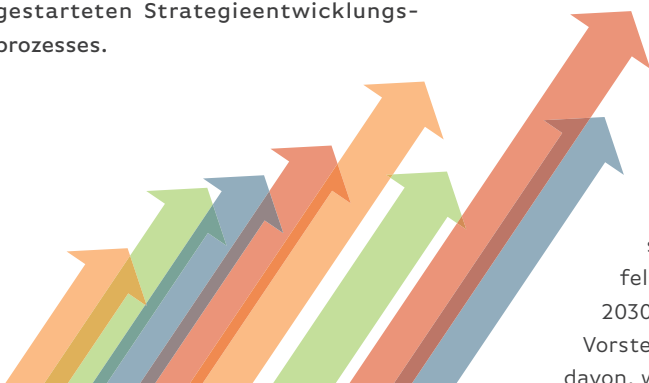 gestarteten Strategieentwicklungs-
prozesses.
fel
2030
Vorste
davon, w